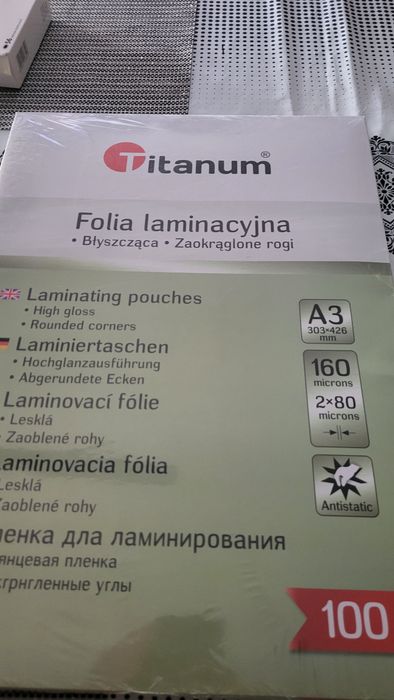 Titanum®
Folia laminacyjna
• Błyszcząca • Zaokrąglone rogi
Laminating pouches
• High gloss
• Rounded corners
A3
303×426
mm
Laminiertaschen
• Hochglanzausführung
• Abgerundete Ecken
160
microns
2×80
microns
Laminovací fólie
• Lesklá
• Zaoblené rohy
aminovacia fólia
Lesklá
Zaoblené rohy
Antistatic
ленка для ламинирования
янцевая пленка
кгрнгленные углы
100